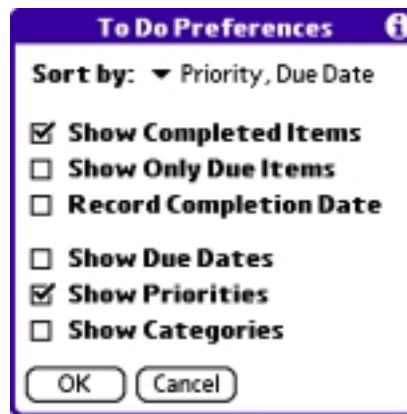 To Do Preferences i
Sort by: Priority, Due Date
Show Completed Items
Show Only Due Items
Record Completion Date
Show Due Dates
Show Priorities
Show Categories
OK Cancel